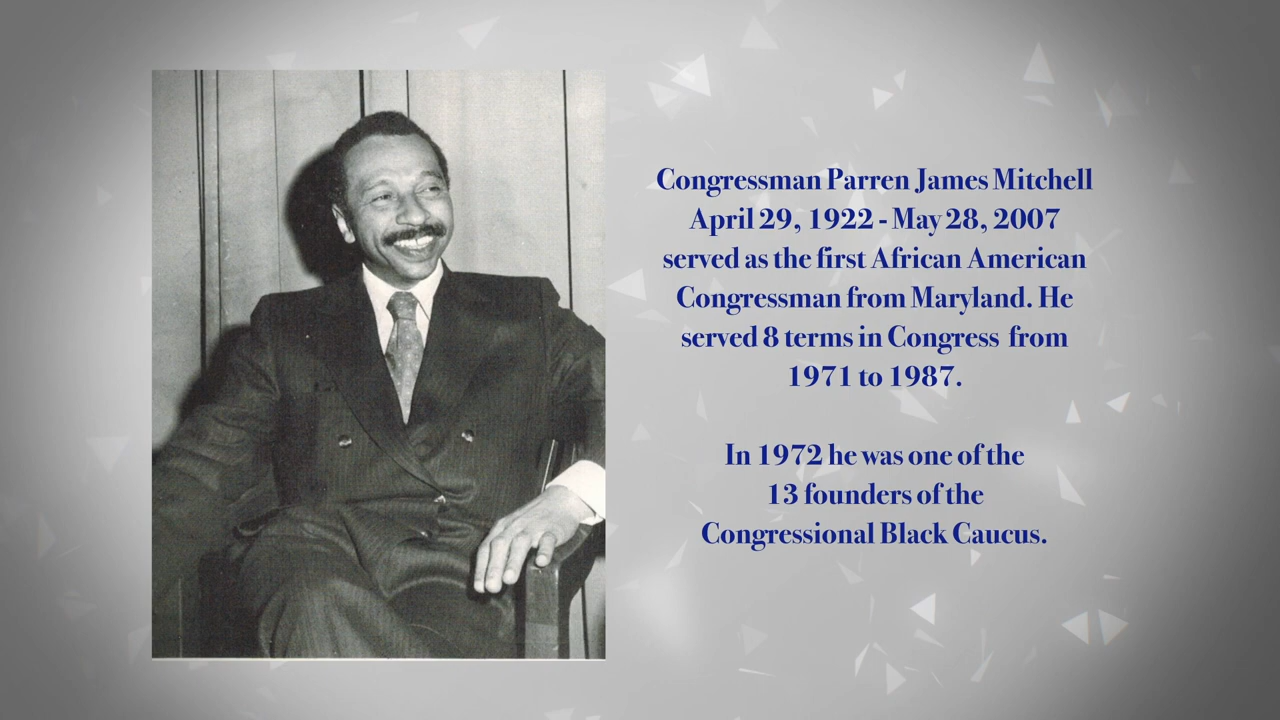 Congressman Parren James Mitchell
April 29, 1922 - May 28, 2007
served as the first African American
Congressman from Maryland. He
served 8 terms in Congress from
1971 to 1987.
In 1972 he was one of the
13 founders of the
Congressional Black Caucus.